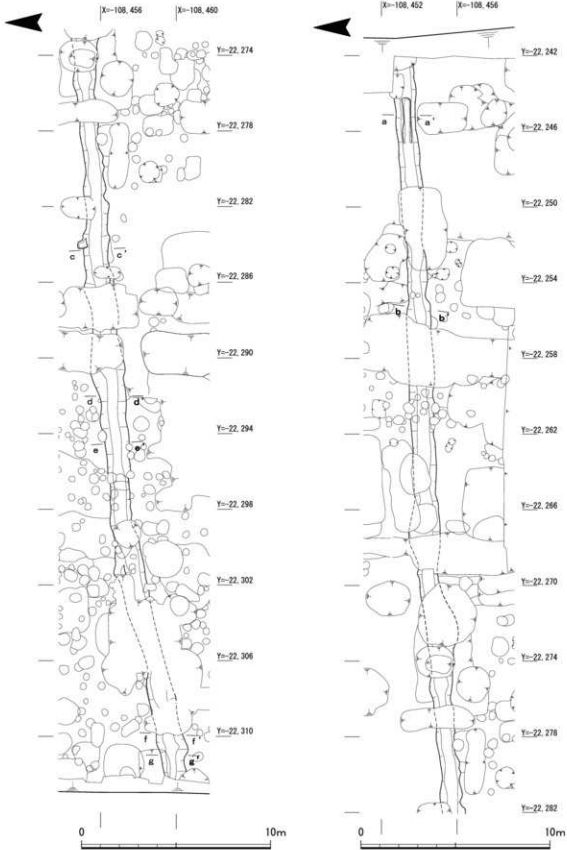 X=-108,456
X=-108,460
Y=-22,274
Y=-22,278
Y=-22,282
c
c'
Y=-22,286
Y=-22,290
d
d'
Y=-22,294
e
e'
Y=-22,298
Y=-22,302
Y=-22,306
Y=-22,310
f
f'
g
g'
0
10m
X=-108,452
X=-108,456
Y=-22,242
a
a'
Y=-22,246
Y=-22,250
Y=-22,254
b
b'
Y=-22,258
Y=-22,262
Y=-22,266
Y=-22,270
Y=-22,274
Y=-22,278
Y=-22,282
0
10m